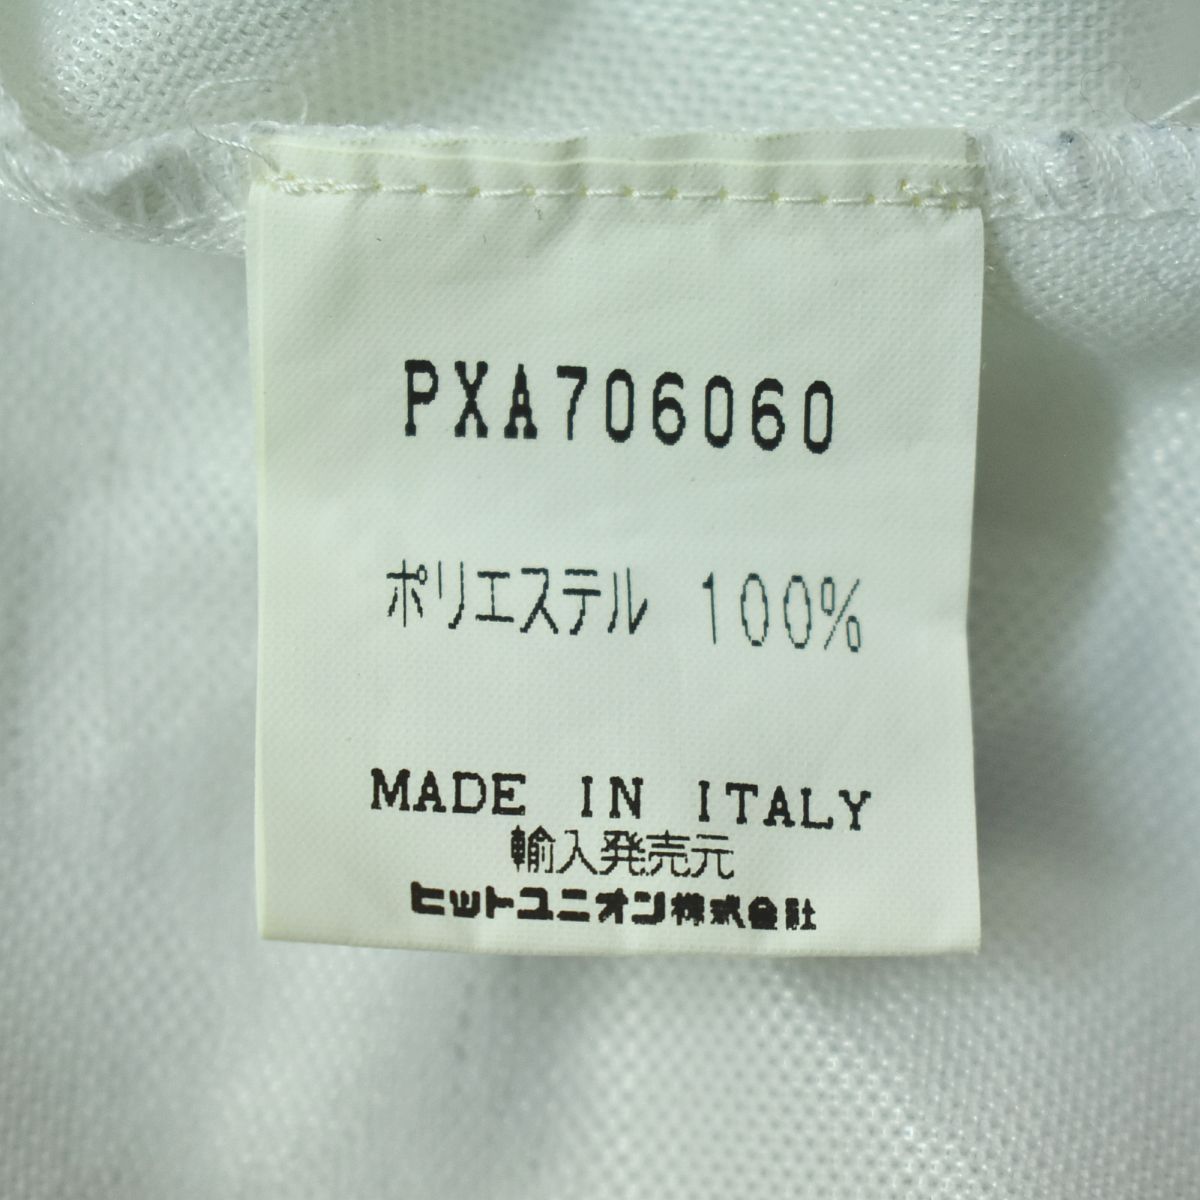 PXA706060
ポリエステル 100%
MADE IN ITALY
輸入発売元
ヒットユニオン株式会社